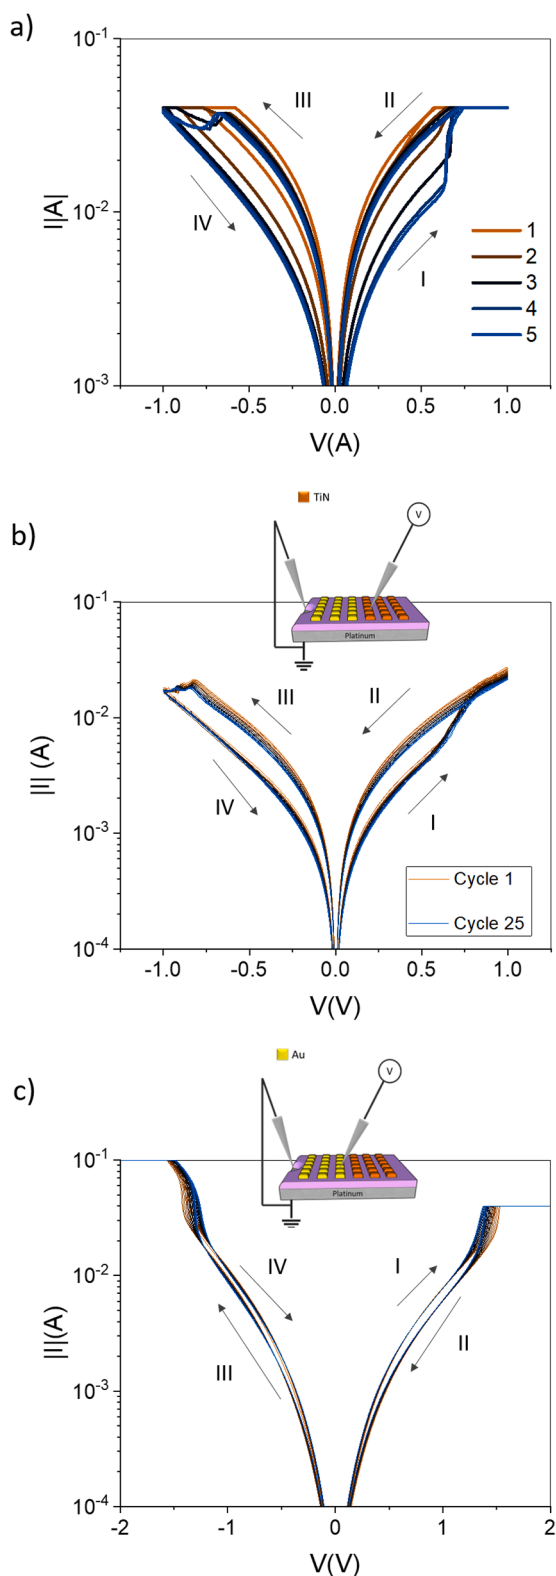 a)
10^-1
10^-2
10^-3
I|A|
III
II
IV
I
1
2
3
4
5
-1.0
-0.5
0.0
0.5
1.0
V(A)
b)
TiN
V
Platinum
10^-1
10^-2
10^-3
10^-4
|I| (A)
III
II
IV
I
Cycle 1
Cycle 25
-1.0
-0.5
0.0
0.5
1.0
V(V)
c)
Au
V
Platinum
10^-1
10^-2
10^-3
10^-4
|I|(A)
IV
I
III
II
-2
-1
0
1
2
V(V)